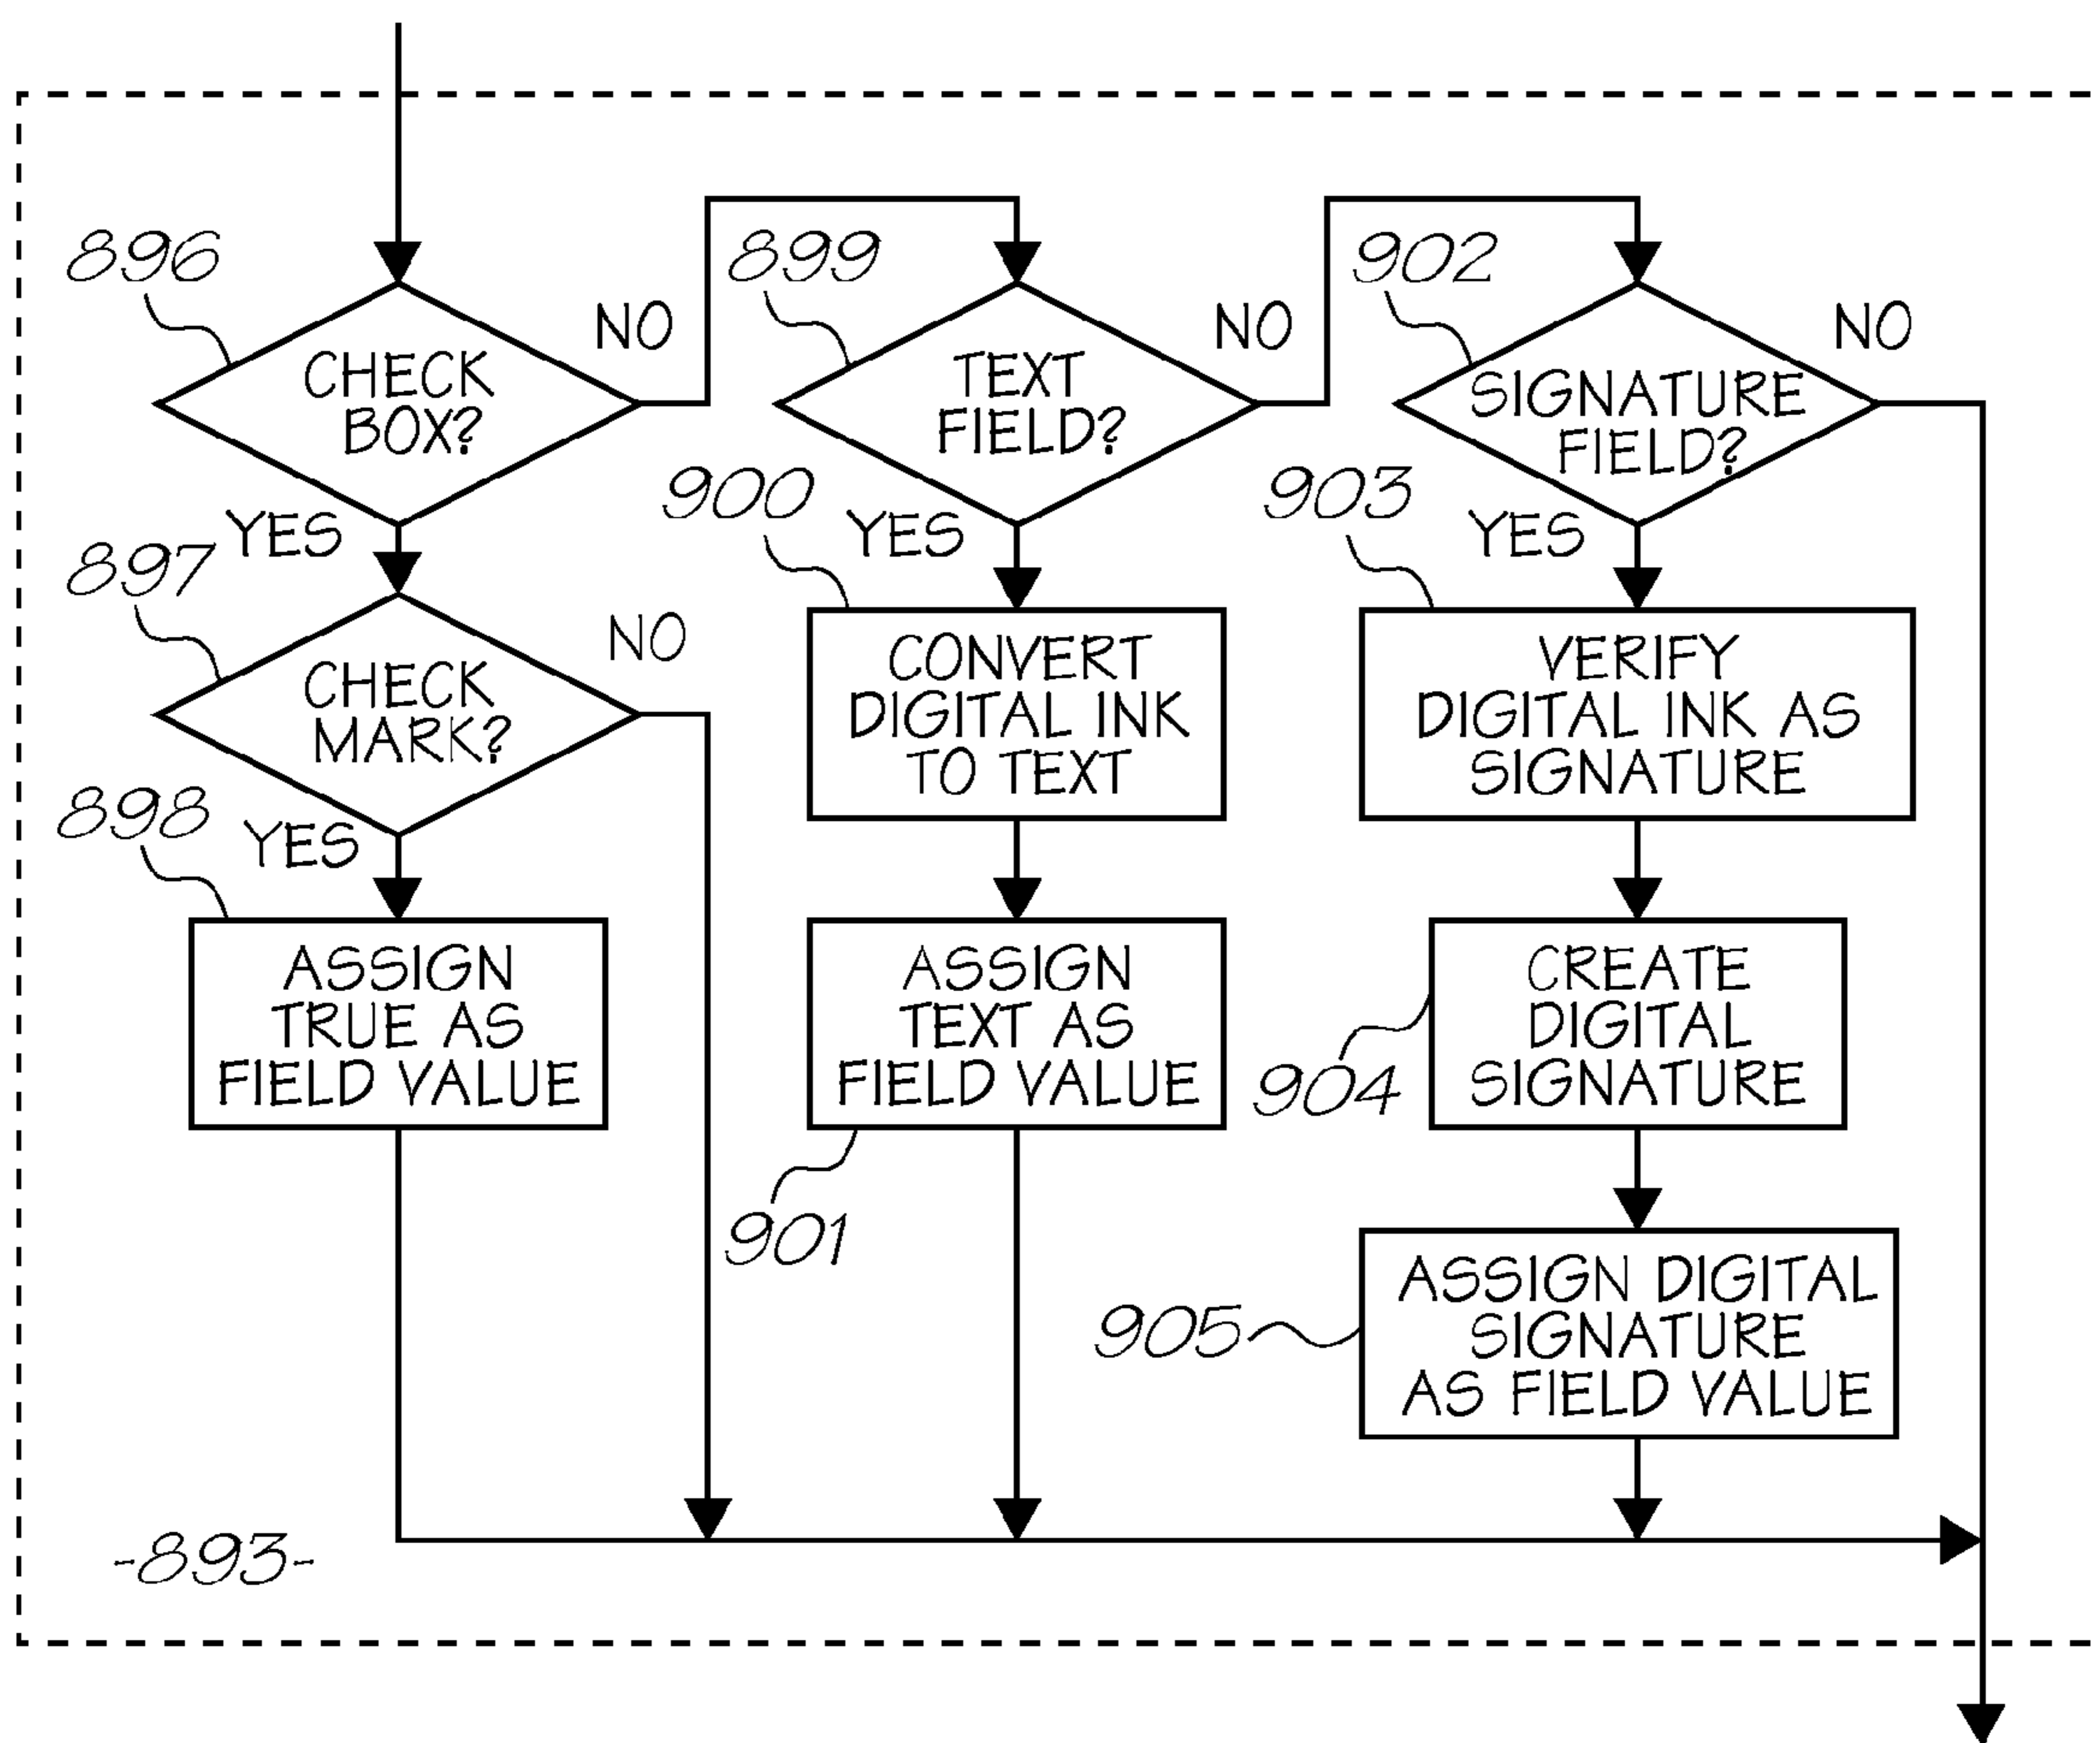 896
CHECK
BOX?
NO
YES
897
CHECK
MARK?
NO
YES
898
ASSIGN
TRUE AS
FIELD VALUE
899
TEXT
FIELD?
NO
YES
900
CONVERT
DIGITAL INK
TO TEXT
ASSIGN
TEXT AS
FIELD VALUE
901
902
SIGNATURE
FIELD?
NO
YES
903
VERIFY
DIGITAL INK AS
SIGNATURE
CREATE
DIGITAL
SIGNATURE
904
905
ASSIGN DIGITAL
SIGNATURE
AS FIELD VALUE
-893-